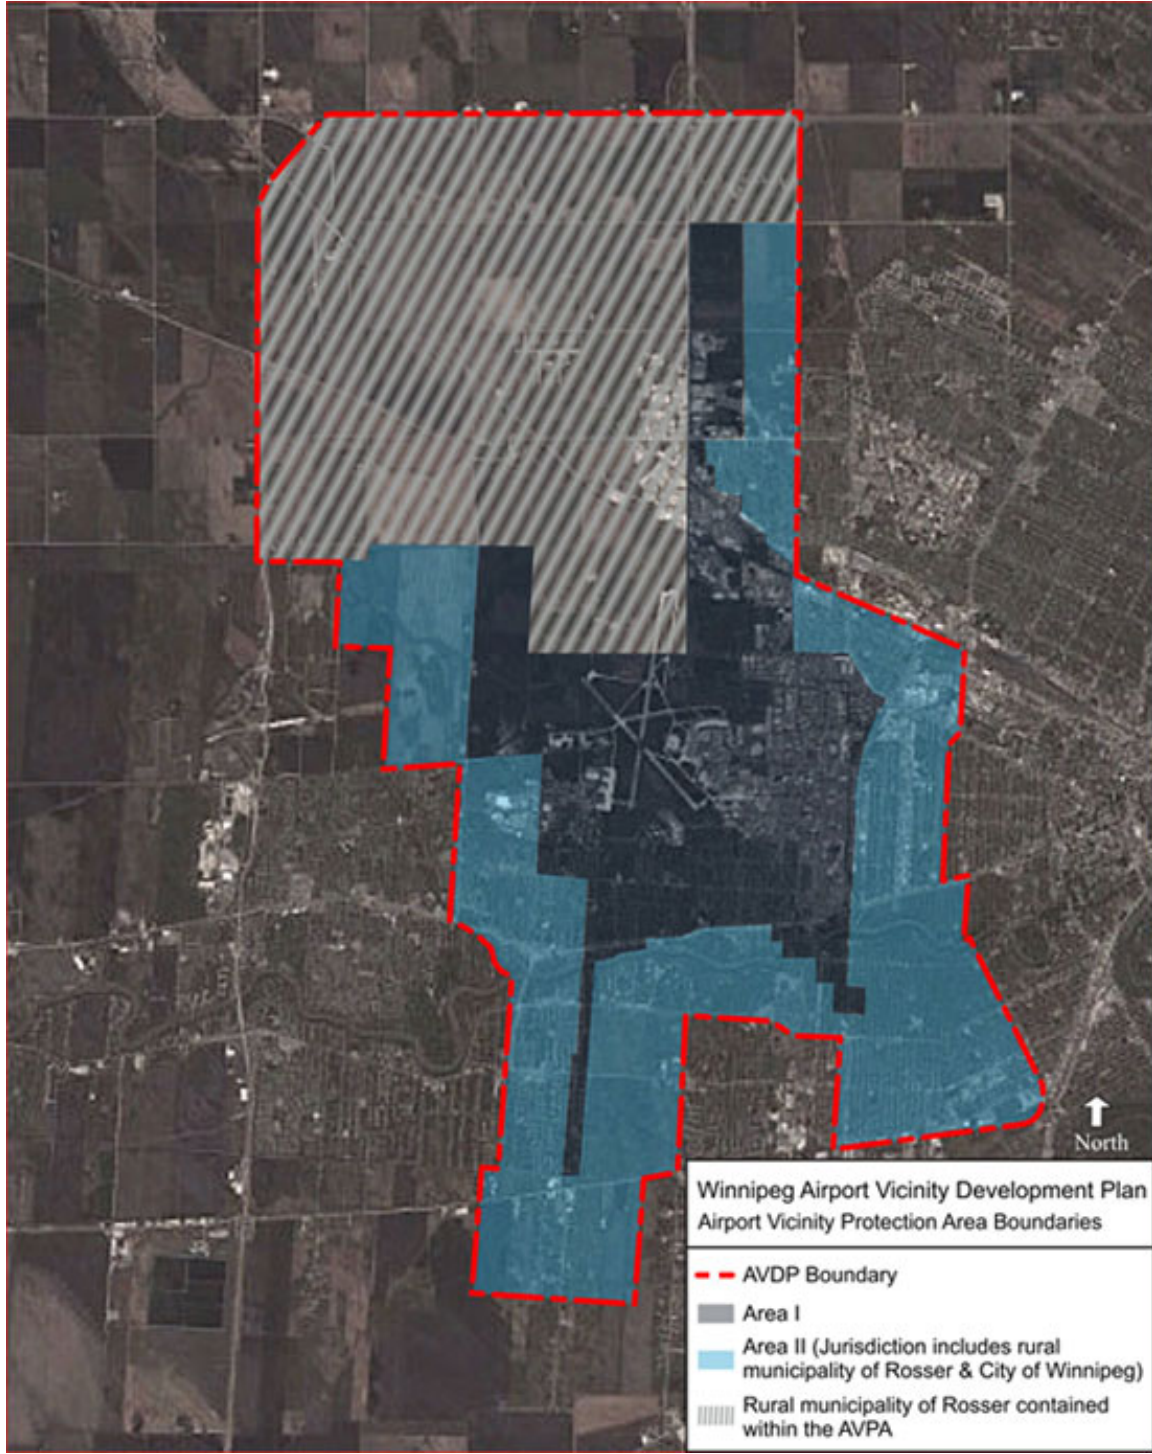 North
Winnipeg Airport Vicinity Development Plan
Airport Vicinity Protection Area Boundaries
AVDP Boundary
Area I
Area II (Jurisdiction includes rural
municipality of Rosser & City of Winnipeg)
Rural municipality of Rosser contained
within the AVPA